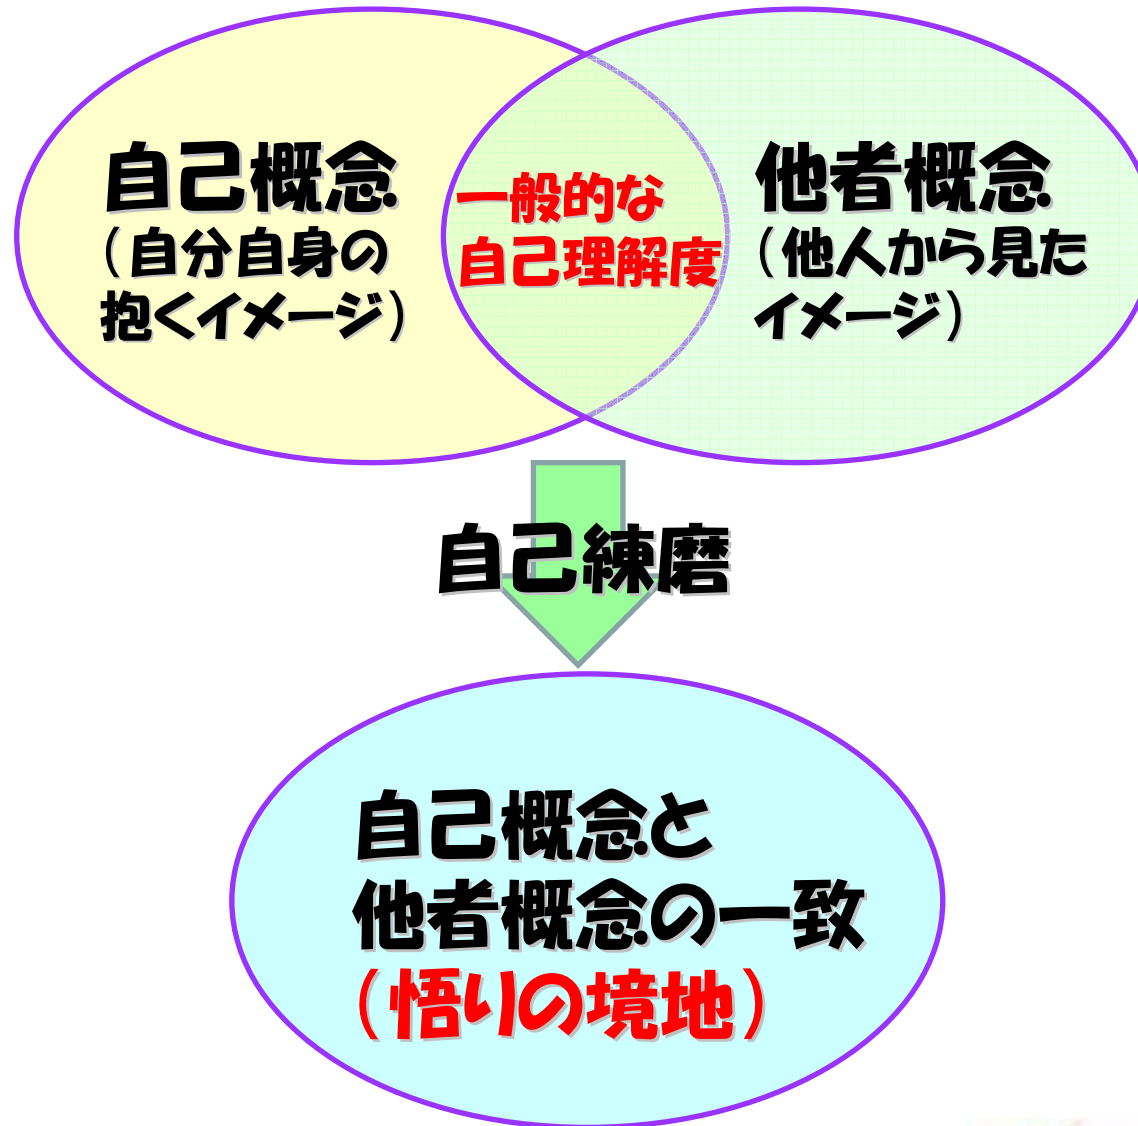 自己概念
（自分自身の
抱くイメージ）
一般的な
自己理解度
他者概念
（他人から見た
イメージ）
自己練磨
自己概念と
他者概念の一致
（悟りの境地）